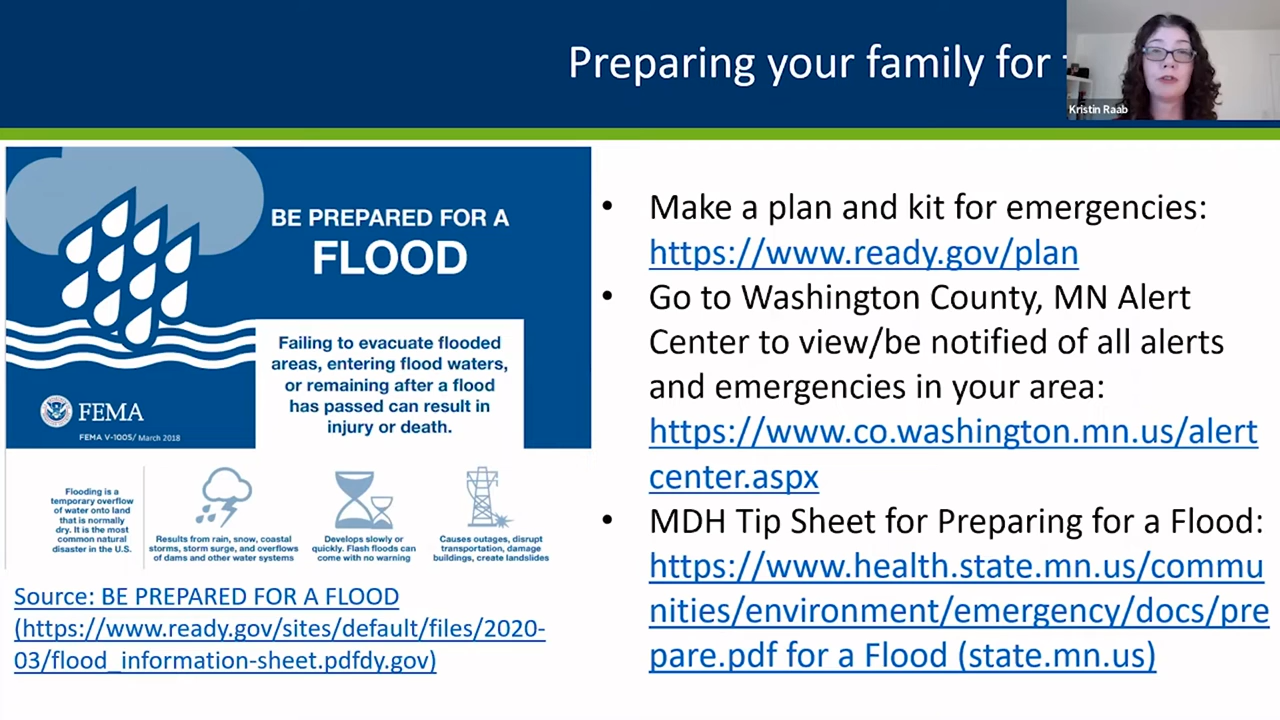 Preparing your family for
Kristin Raab
BE PREPARED FOR A
FLOOD
Failing to evacuate flooded
areas, entering flood waters,
or remaining after a flood
has passed can result in
injury or death.
FEMA
FEMA V-1005/ March 2018
Flooding is a
temporary overflow
of water onto land
that is normally
dry. It is the most
common natural
disaster in the U.S.
Results from rain, snow, coastal
storms, storm surge, and overflows
of dams and other water systems
Develops slowly or
quickly. Flash floods can
come with no warning
Causes outages, disrupt
transportation, damage
buildings, create landslides
Source: BE PREPARED FOR A FLOOD
(https://www.ready.gov/sites/default/files/2020-
03/flood_information-sheet.pdfdy.gov)
• Make a plan and kit for emergencies:
https://www.ready.gov/plan
• Go to Washington County, MN Alert
Center to view/be notified of all alerts
and emergencies in your area:
https://www.co.washington.mn.us/alert
center.aspx
• MDH Tip Sheet for Preparing for a Flood:
https://www.health.state.mn.us/commu
nities/environment/emergency/docs/pre
pare.pdf for a Flood (state.mn.us)